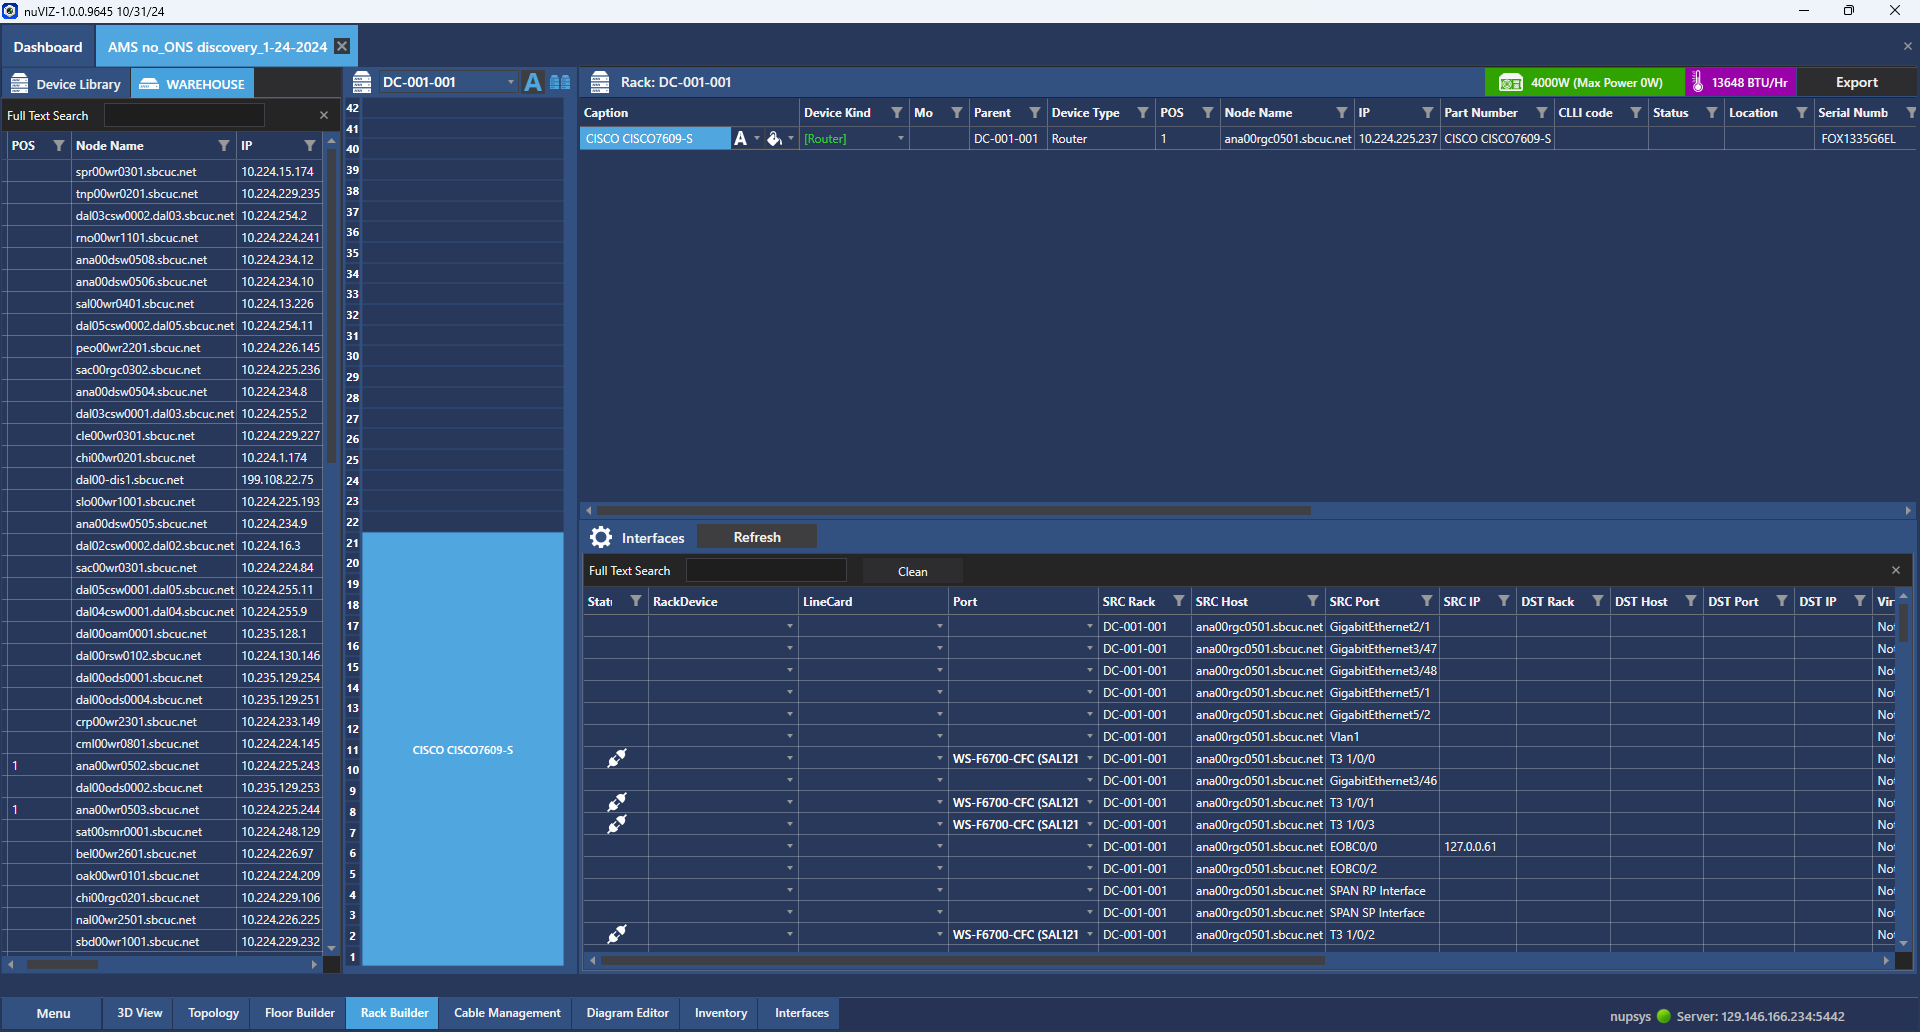 nuVIZ-1.0.0.9645 10/31/24
Dashboard
AMS no_ONS discovery_1-24-2024
Device Library
WAREHOUSE
Full Text Search
POS Node Name IP
spr00wr0301.sbcuc.net 10.224.15.174
tnp00wr0201.sbcuc.net 10.224.229.235
dal03csw0002.dal03.sbcuc.net 10.224.254.2
rno00wr1101.sbcuc.net 10.224.224.241
ana00dsw0508.sbcuc.net 10.224.234.12
ana00dsw0506.sbcuc.net 10.224.234.10
sal00wr0401.sbcuc.net 10.224.13.226
dal05csw0002.dal05.sbcuc.net 10.224.254.11
peo00wr2201.sbcuc.net 10.224.226.145
sac00rgc0302.sbcuc.net 10.224.225.236
ana00dsw0504.sbcuc.net 10.224.234.8
dal03csw0001.dal03.sbcuc.net 10.224.255.2
cle00wr0301.sbcuc.net 10.224.229.227
chi00wr0201.sbcuc.net 10.224.1.174
dal00-dis1.sbcuc.net 199.108.22.75
slo00wr1001.sbcuc.net 10.224.225.193
ana00dsw0505.sbcuc.net 10.224.234.9
dal02csw0002.dal02.sbcuc.net 10.224.16.3
sac00wr0301.sbcuc.net 10.224.224.84
dal05csw0001.dal05.sbcuc.net 10.224.255.11
dal04csw0001.dal04.sbcuc.net 10.224.255.9
dal00oam0001.sbcuc.net 10.235.128.1
dal00rsw0102.sbcuc.net 10.224.130.146
dal00ods0001.sbcuc.net 10.235.129.254
dal00ods0004.sbcuc.net 10.235.129.251
crp00wr2301.sbcuc.net 10.224.233.149
cml00wr0801.sbcuc.net 10.224.224.145
1 ana00wr0502.sbcuc.net 10.224.225.243
dal00ods0002.sbcuc.net 10.235.129.253
1 ana00wr0503.sbcuc.net 10.224.225.244
sat00smr0001.sbcuc.net 10.224.248.129
bel00wr2601.sbcuc.net 10.224.226.97
oak00wr0101.sbcuc.net 10.224.224.209
chi00rgc0201.sbcuc.net 10.224.229.106
nal00wr2501.sbcuc.net 10.224.226.225
sbd00wr1001.sbcuc.net 10.224.229.232
DC-001-001 A
42
41
40
39
38
37
36
35
34
33
32
31
30
29
28
27
26
25
24
23
22
21
20
19
18
17
16
15
14
13
12
11
10
9
8
7
6
5
4
3
2
1
CISCO CISCO7609-S
Rack: DC-001-001
4000W (Max Power 0W)
13648 BTU/Hr
Export
Caption Device Kind Mo Parent Device Type POS Node Name IP Part Number CLLI code Status Location Serial Numb
CISCO CISCO7609-S A [Router] DC-001-001 Router 1 ana00rgc0501.sbcuc.net 10.224.225.237 CISCO CISCO7609-S FOX1335G6EL
Interfaces
Refresh
Full Text Search
Clean
Stat RackDevice LineCard Port SRC Rack SRC Host SRC Port SRC IP DST Rack DST Host DST Port DST IP Vir
DC-001-001 ana00rgc0501.sbcuc.net GigabitEthernet2/1 No
DC-001-001 ana00rgc0501.sbcuc.net GigabitEthernet3/47 No
DC-001-001 ana00rgc0501.sbcuc.net GigabitEthernet3/48 No
DC-001-001 ana00rgc0501.sbcuc.net GigabitEthernet5/1 No
DC-001-001 ana00rgc0501.sbcuc.net GigabitEthernet5/2 No
DC-001-001 ana00rgc0501.sbcuc.net Vlan1 No
WS-F6700-CFC (SAL121 DC-001-001 ana00rgc0501.sbcuc.net T3 1/0/0 No
DC-001-001 ana00rgc0501.sbcuc.net GigabitEthernet3/46 No
WS-F6700-CFC (SAL121 DC-001-001 ana00rgc0501.sbcuc.net T3 1/0/1 No
WS-F6700-CFC (SAL121 DC-001-001 ana00rgc0501.sbcuc.net T3 1/0/3 No
DC-001-001 ana00rgc0501.sbcuc.net EOBC0/0 127.0.0.61 No
DC-001-001 ana00rgc0501.sbcuc.net EOBC0/2 No
DC-001-001 ana00rgc0501.sbcuc.net SPAN RP Interface No
DC-001-001 ana00rgc0501.sbcuc.net SPAN SP Interface No
WS-F6700-CFC (SAL121 DC-001-001 ana00rgc0501.sbcuc.net T3 1/0/2 No
Menu
3D View
Topology
Floor Builder
Rack Builder
Cable Management
Diagram Editor
Inventory
Interfaces
nupsys
Server: 129.146.166.234:5442